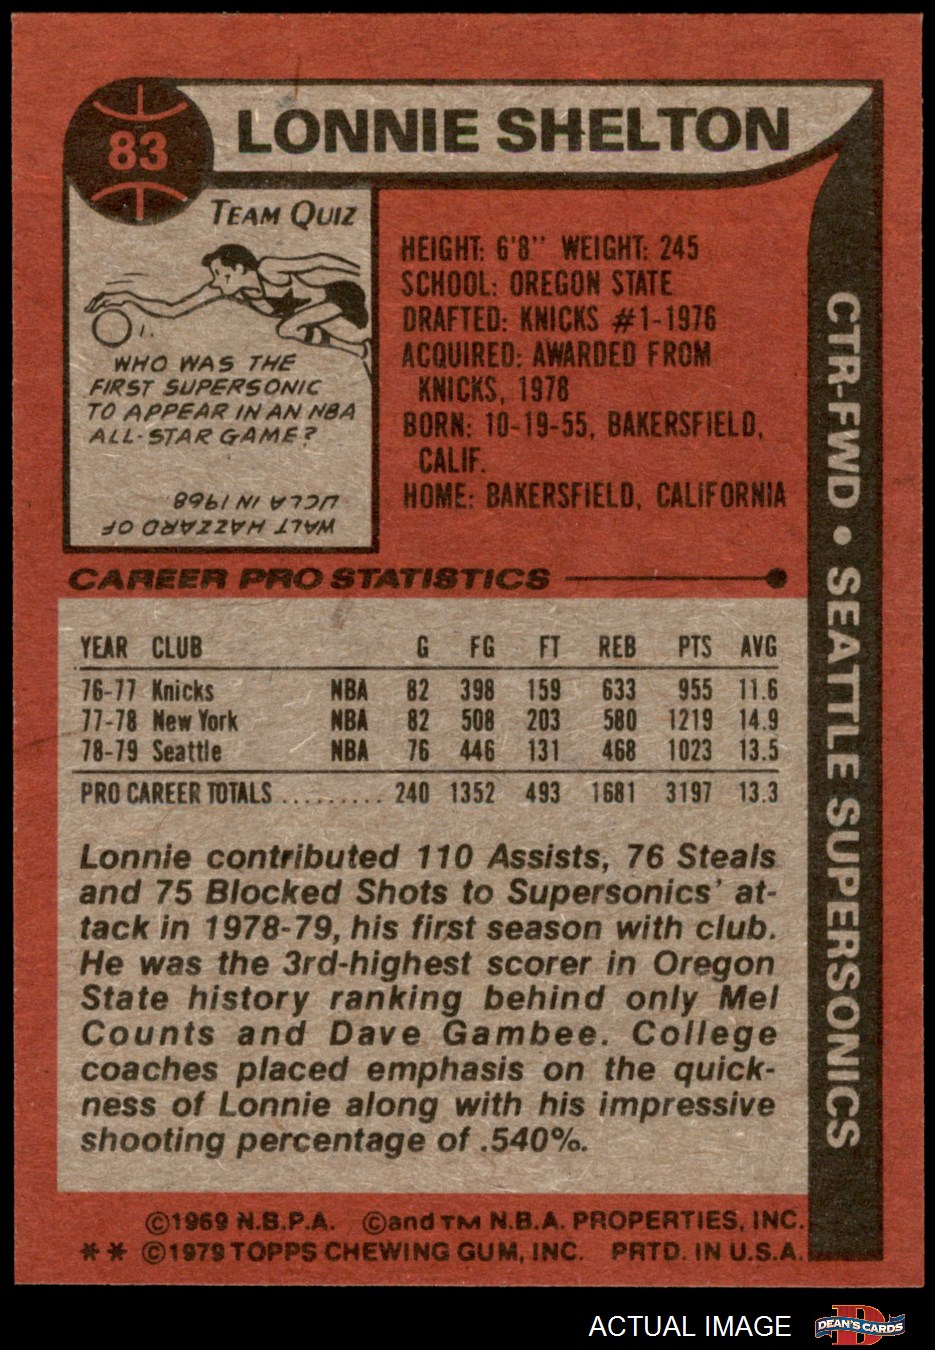 83
LONNIE SHELTON
TEAM QUIZ
WHO WAS THE
FIRST SUPERSONIC
TO APPEAR IN AN NBA
ALL-STAR GAME?
WALT HAZZARD OF
UCLA IN 1968
HEIGHT: 6'8" WEIGHT: 245
SCHOOL: OREGON STATE
DRAFTED: KNICKS #1-1976
ACQUIRED: AWARDED FROM
KNICKS, 1978
BORN: 10-19-55, BAKERSFIELD,
CALIF.
HOME: BAKERSFIELD, CALIFORNIA
CTR-FWD • SEATTLE SUPERSONICS
CAREER PRO STATISTICS
YEAR CLUB G FG FT REB PTS AVG
76-77 Knicks NBA 82 398 159 633 955 11.6
77-78 New York NBA 82 508 203 580 1219 14.9
78-79 Seattle NBA 76 446 131 468 1023 13.5
PRO CAREER TOTALS ......... 240 1352 493 1681 3197 13.3
Lonnie contributed 110 Assists, 76 Steals
and 75 Blocked Shots to Supersonics' at-
tack in 1978-79, his first season with club.
He was the 3rd-highest scorer in Oregon
State history ranking behind only Mel
Counts and Dave Gambee. College
coaches placed emphasis on the quick-
ness of Lonnie along with his impressive
shooting percentage of .540%.
©1969 N.B.P.A. ©and TM N.B.A. PROPERTIES, INC.
** ©1979 TOPPS CHEWING GUM, INC. PRTD. IN U.S.A.
ACTUAL IMAGE
D
DEAN'S CARDS